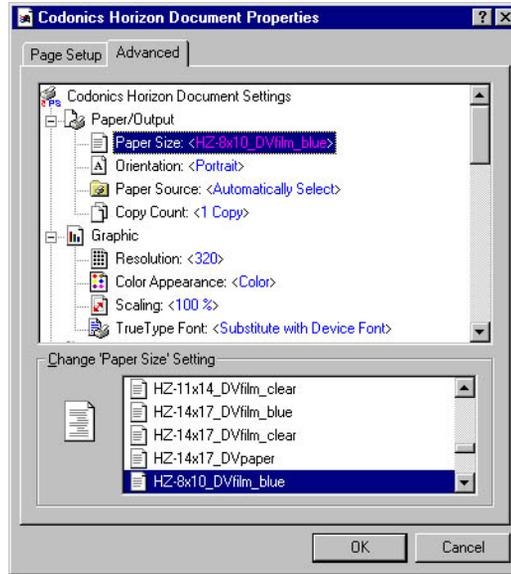 Codonics Horizon Document Properties
Page Setup
Advanced
Codonics Horizon Document Settings
Paper/Output
Paper Size: <HZ-8x10_DVfilm_blue>
Orientation: <Portrait>
Paper Source: <Automatically Select>
Copy Count: <1 Copy>
Graphic
Resolution: <320>
Color Appearance: <Color>
Scaling: <100 %>
TrueType Font: <Substitute with Device Font>
Change 'Paper Size' Setting
HZ-11x14_DVfilm_clear
HZ-14x17_DVfilm_blue
HZ-14x17_DVfilm_clear
HZ-14x17_DVpaper
HZ-8x10_DVfilm_blue
OK
Cancel